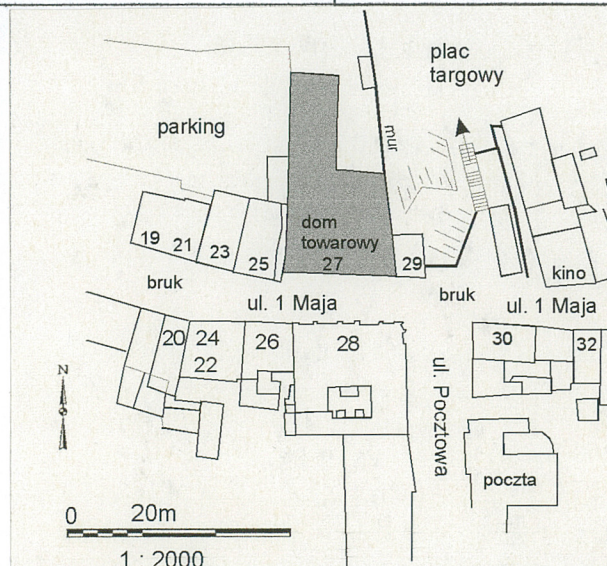 plac
targowy
parking
mur
dom
towarowy
19
21
23
25
27
29
kino
bruk
ul. 1 Maja
bruk
ul. 1 Maja
20
24
22
26
28
30
32
ul. Pocztowa
N
poczta
0 20m
1 : 2000